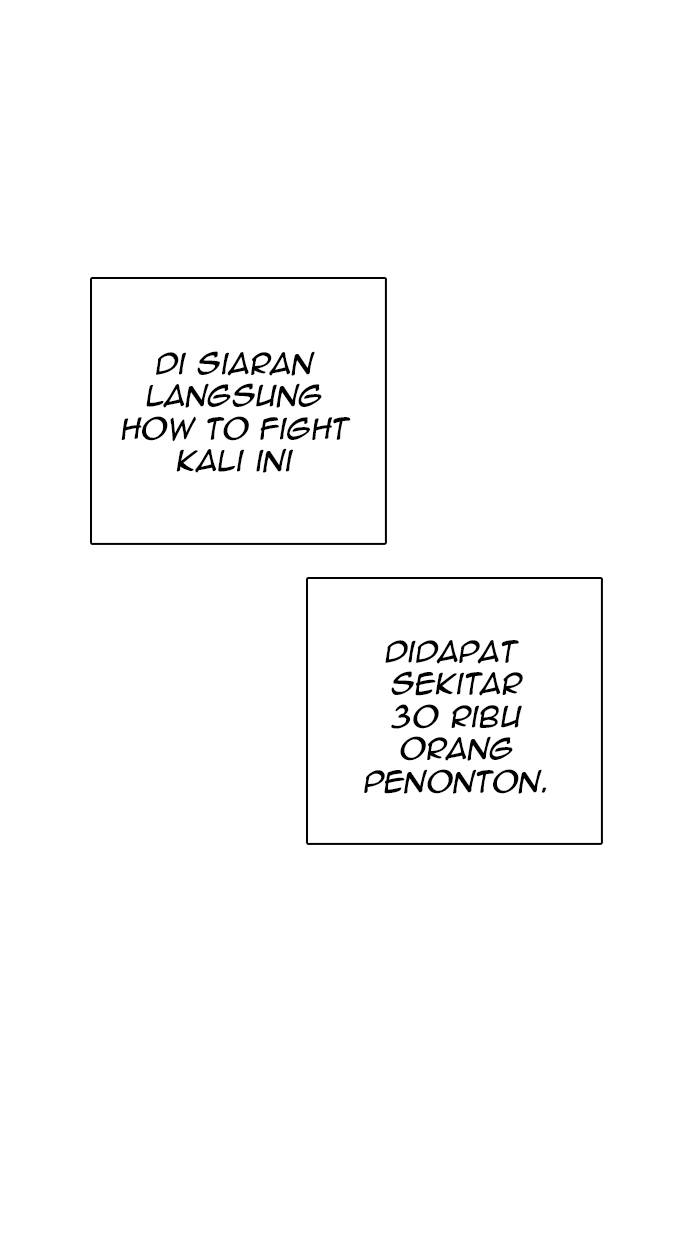 DI SIARAN
LANGSUNG
HOW TO FIGHT
KALI INI
DIDAPAT
SEKITAR
30 RIBU
ORANG
PENONTON.